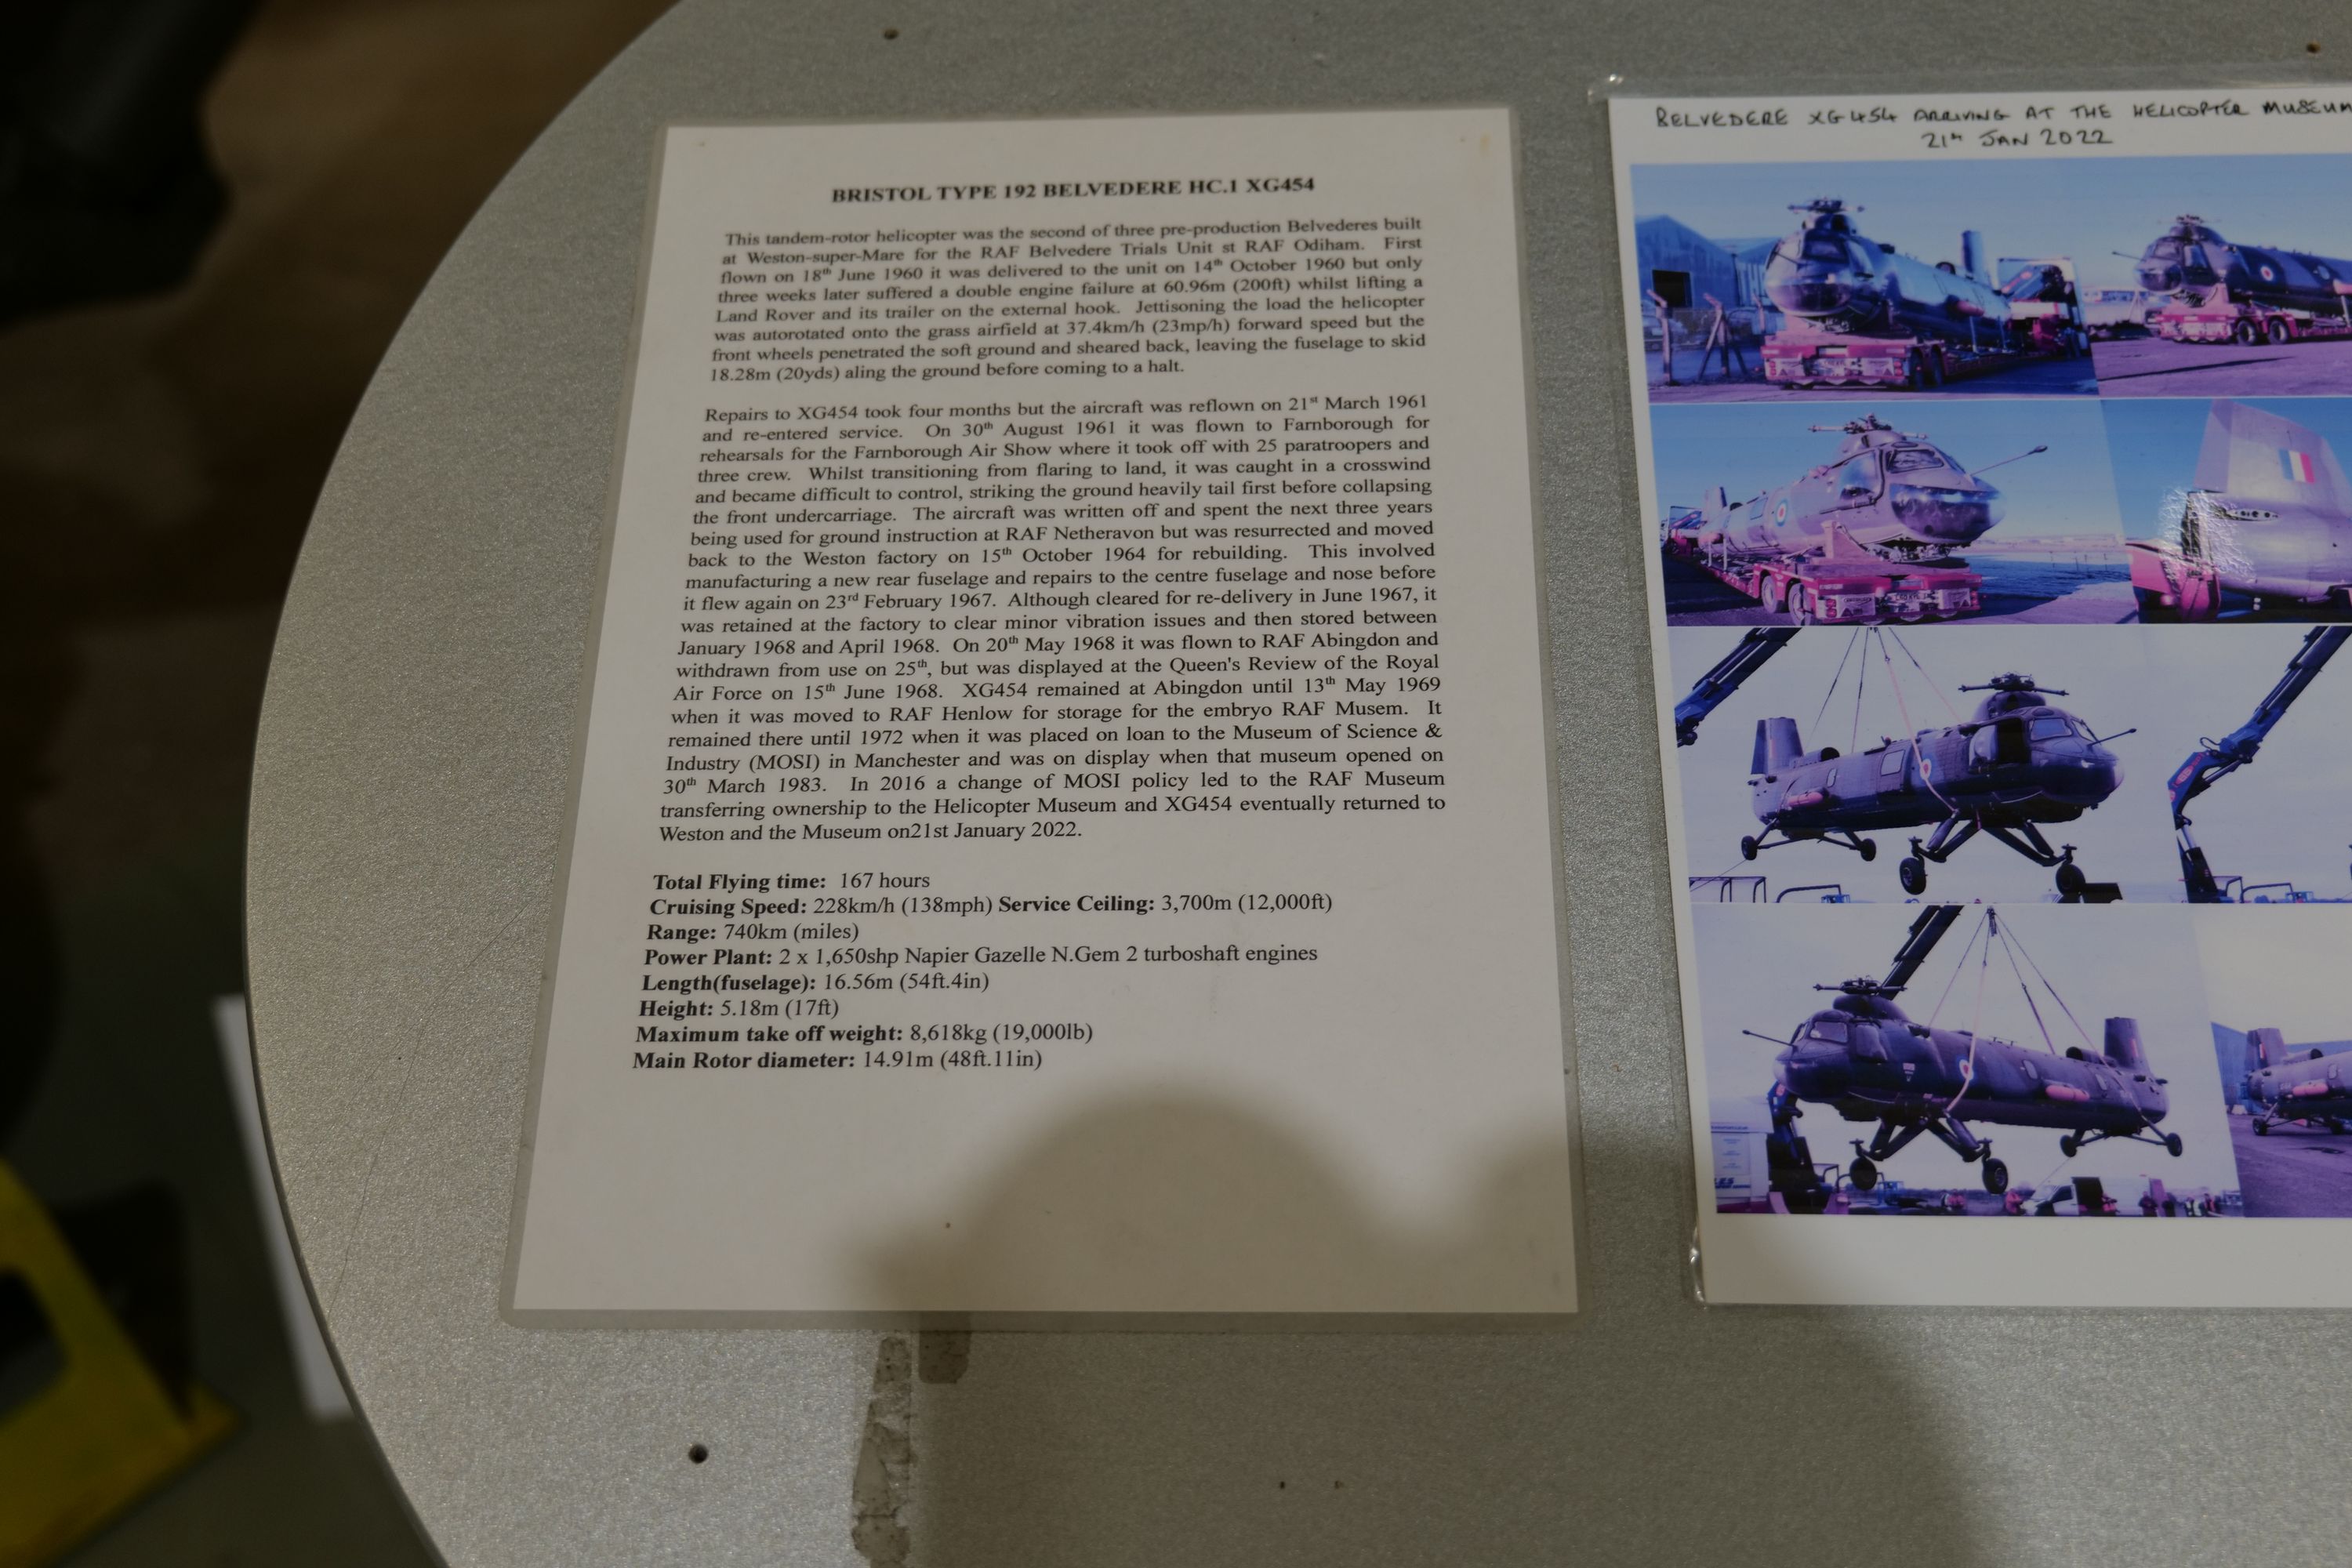 BRISTOL TYPE 192 BELVEDERE HC.1 XG454
This tandem-rotor helicopter was the second of three pre-production Belvederes built
at Weston-super-Mare for the RAF Belvedere Trials Unit st RAF Odiham. First
flown on 18th June 1960 it was delivered to the unit on 14th October 1960 but only
three weeks later suffered a double engine failure at 60.96m (200ft) whilst lifting a
Land Rover and its trailer on the external hook. Jettisoning the load the helicopter
was autorotated onto the grass airfield at 37.4km/h (23mp/h) forward speed but the
front wheels penetrated the soft ground and sheared back, leaving the fuselage to skid
18.28m (20yds) aling the ground before coming to a halt.
Repairs to XG454 took four months but the aircraft was reflown on 21st March 1961
and re-entered service. On 30th August 1961 it was flown to Farnborough for
rehearsals for the Farnborough Air Show where it took off with 25 paratroopers and
three crew. Whilst transitioning from flaring to land, it was caught in a crosswind
and became difficult to control, striking the ground heavily tail first before collapsing
the front undercarriage. The aircraft was written off and spent the next three years
being used for ground instruction at RAF Netheravon but was resurrected and moved
back to the Weston factory on 15th October 1964 for rebuilding. This involved
manufacturing a new rear fuselage and repairs to the centre fuselage and nose before
it flew again on 23rd February 1967. Although cleared for re-delivery in June 1967, it
was retained at the factory to clear minor vibration issues and then stored between
January 1968 and April 1968. On 20th May 1968 it was flown to RAF Abingdon and
withdrawn from use on 25th, but was displayed at the Queen's Review of the Royal
Air Force on 15th June 1968. XG454 remained at Abingdon until 13th May 1969
when it was moved to RAF Henlow for storage for the embryo RAF Musem. It
remained there until 1972 when it was placed on loan to the Museum of Science &
Industry (MOSI) in Manchester and was on display when that museum opened on
30th March 1983. In 2016 a change of MOSI policy led to the RAF Museum
transferring ownership to the Helicopter Museum and XG454 eventually returned to
Weston and the Museum on21st January 2022.
Total Flying time: 167 hours
Cruising Speed: 228km/h (138mph) Service Ceiling: 3,700m (12,000ft)
Range: 740km (miles)
Power Plant: 2 x 1,650shp Napier Gazelle N.Gem 2 turboshaft engines
Length(fuselage): 16.56m (54ft.4in)
Height: 5.18m (17ft)
Maximum take off weight: 8,618kg (19,000lb)
Main Rotor diameter: 14.91m (48ft.11in)
BELVEDERE XG454 ARRIVING AT THE HELICOPTER MUSEUM
21st JAN 2022